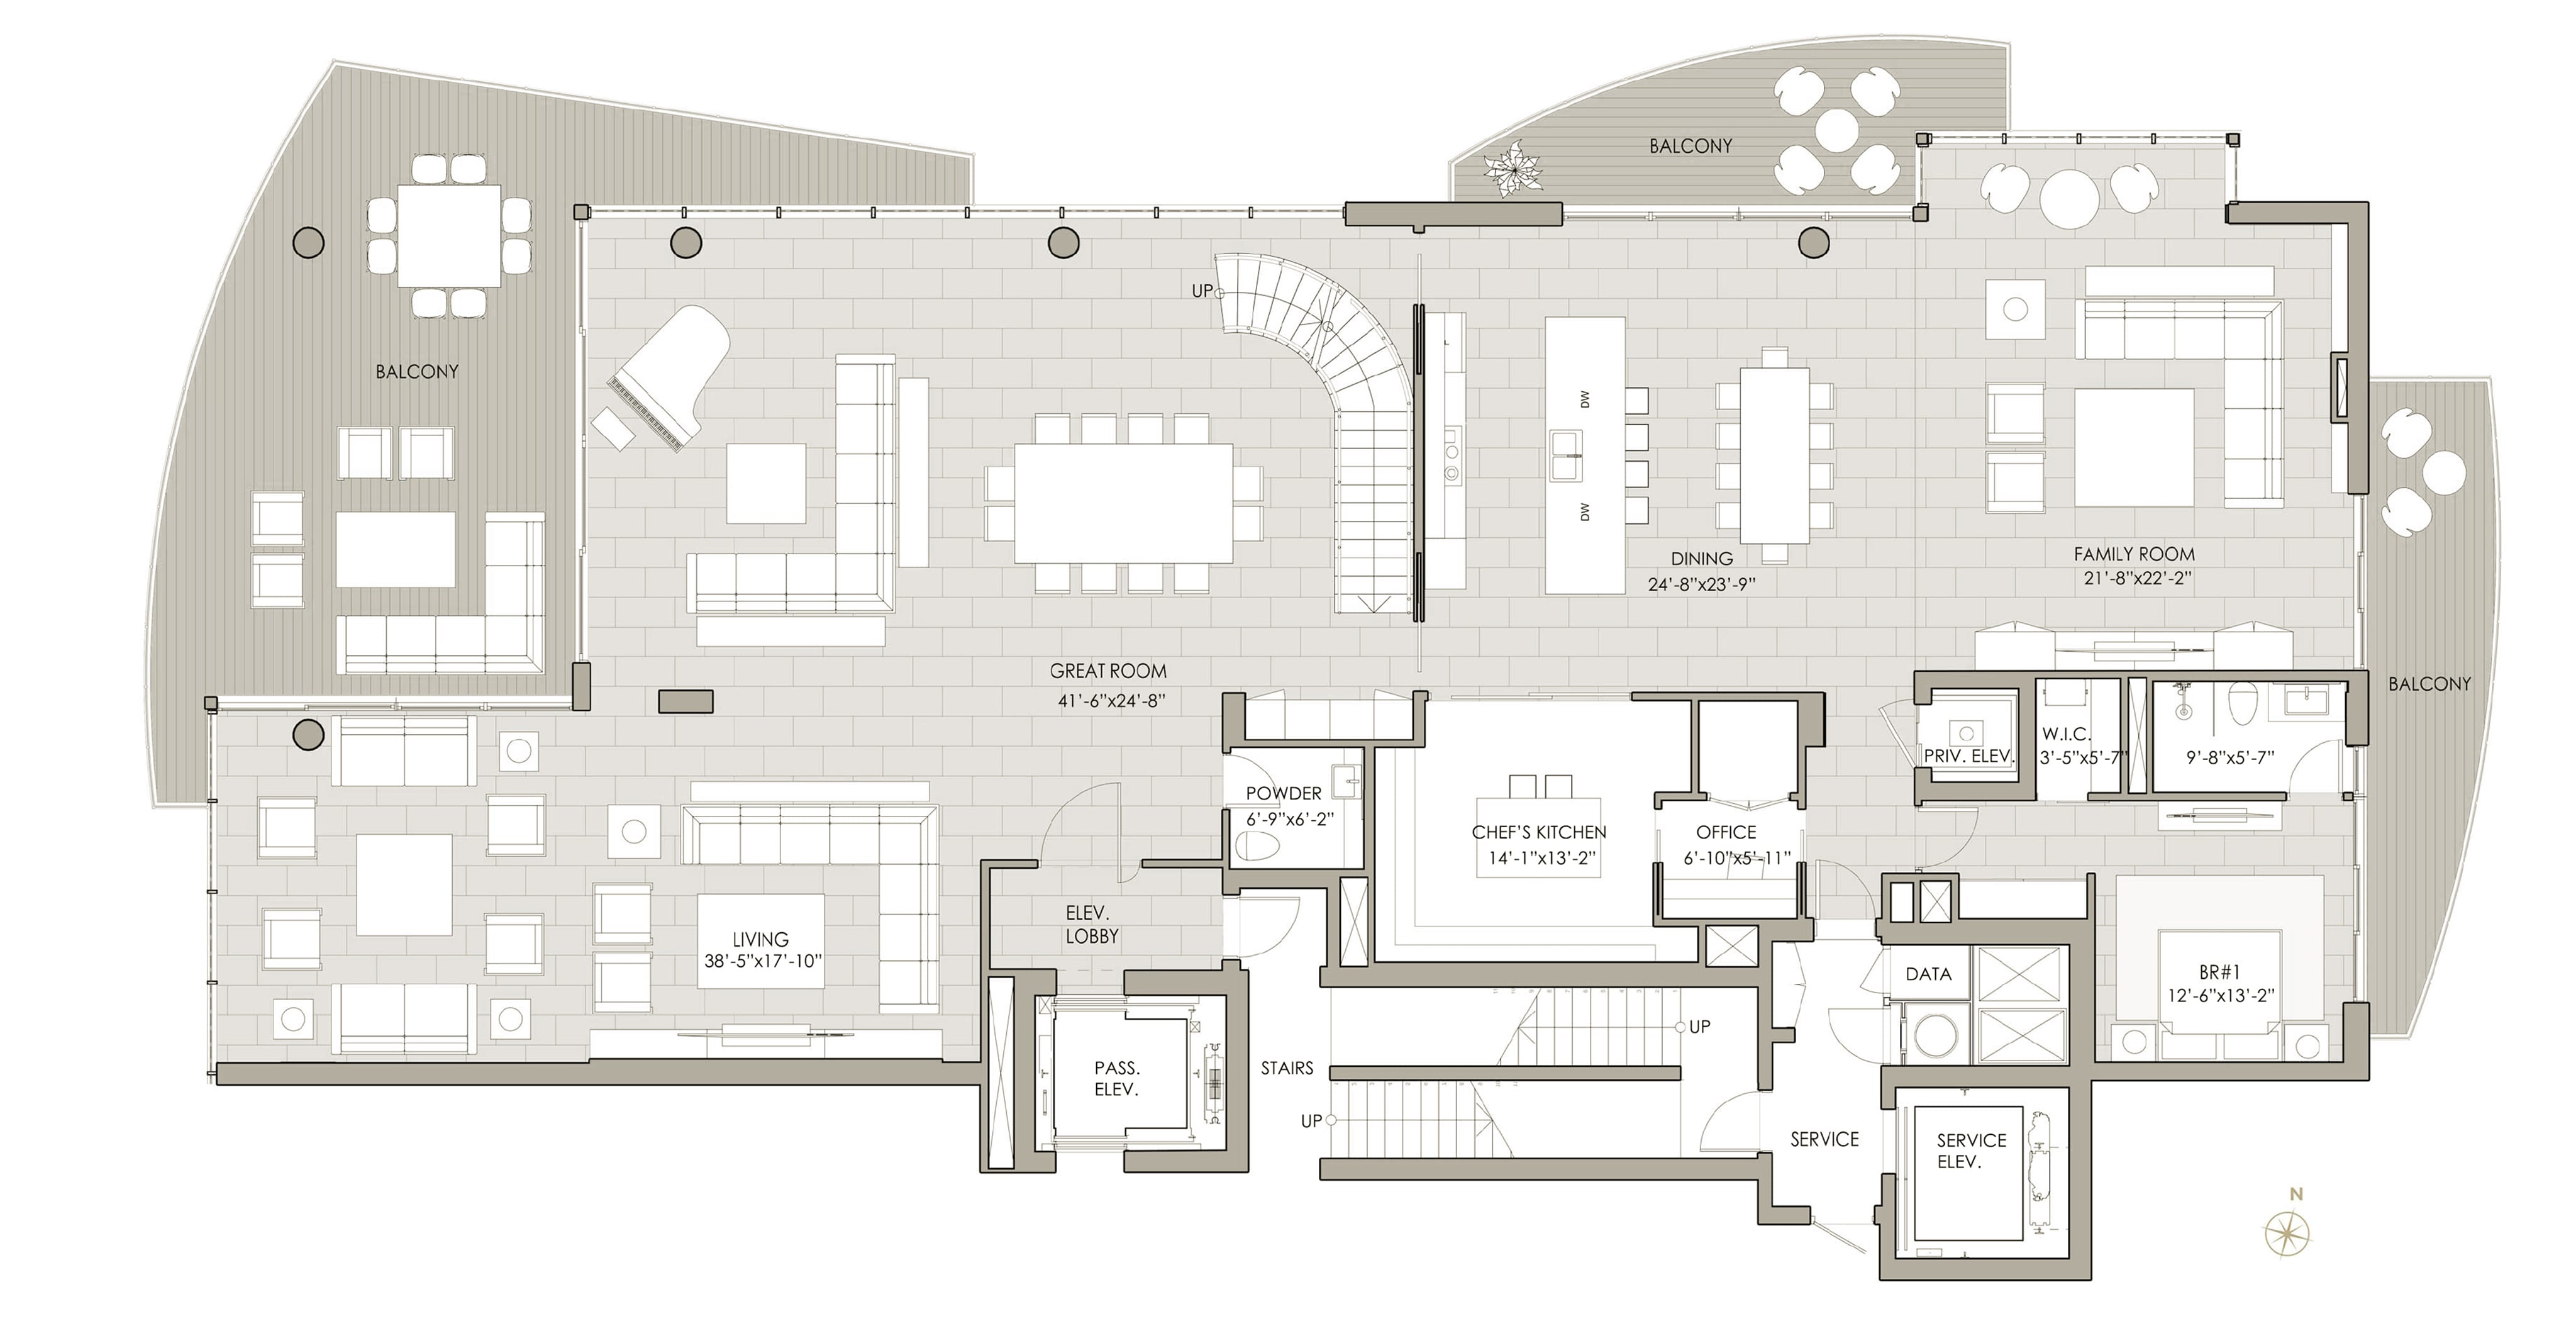 BALCONY
BALCONY
UP
DW
DW
BALCONY
DINING
24'-8"x23'-9"
FAMILY ROOM
21'-8"x22'-2"
GREAT ROOM
41'-6"x24'-8"
BALCONY
PRIV. ELEV.
W.I.C.
3'-5"x5'-7"
9'-8"x5'-7"
POWDER
6'-9"x6'-2"
CHEF'S KITCHEN
14'-1"x13'-2"
OFFICE
6'-10"x5'-11"
ELEV.
LOBBY
LIVING
38'-5"x17'-10"
DATA
BR#1
12'-6"x13'-2"
UP
PASS.
ELEV.
STAIRS
UP
SERVICE
SERVICE
ELEV.
N